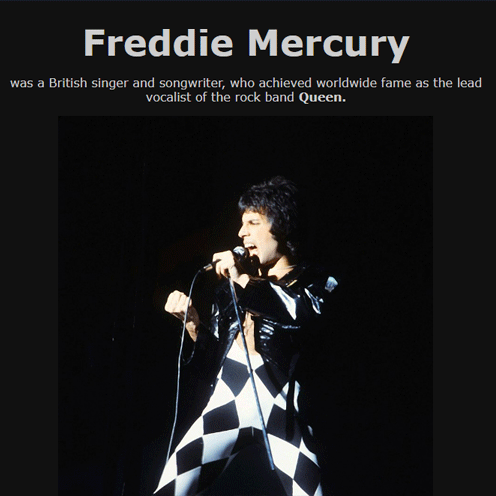 Freddie Mercury
was a British singer and songwriter, who achieved worldwide fame as the lead
vocalist of the rock band Queen.